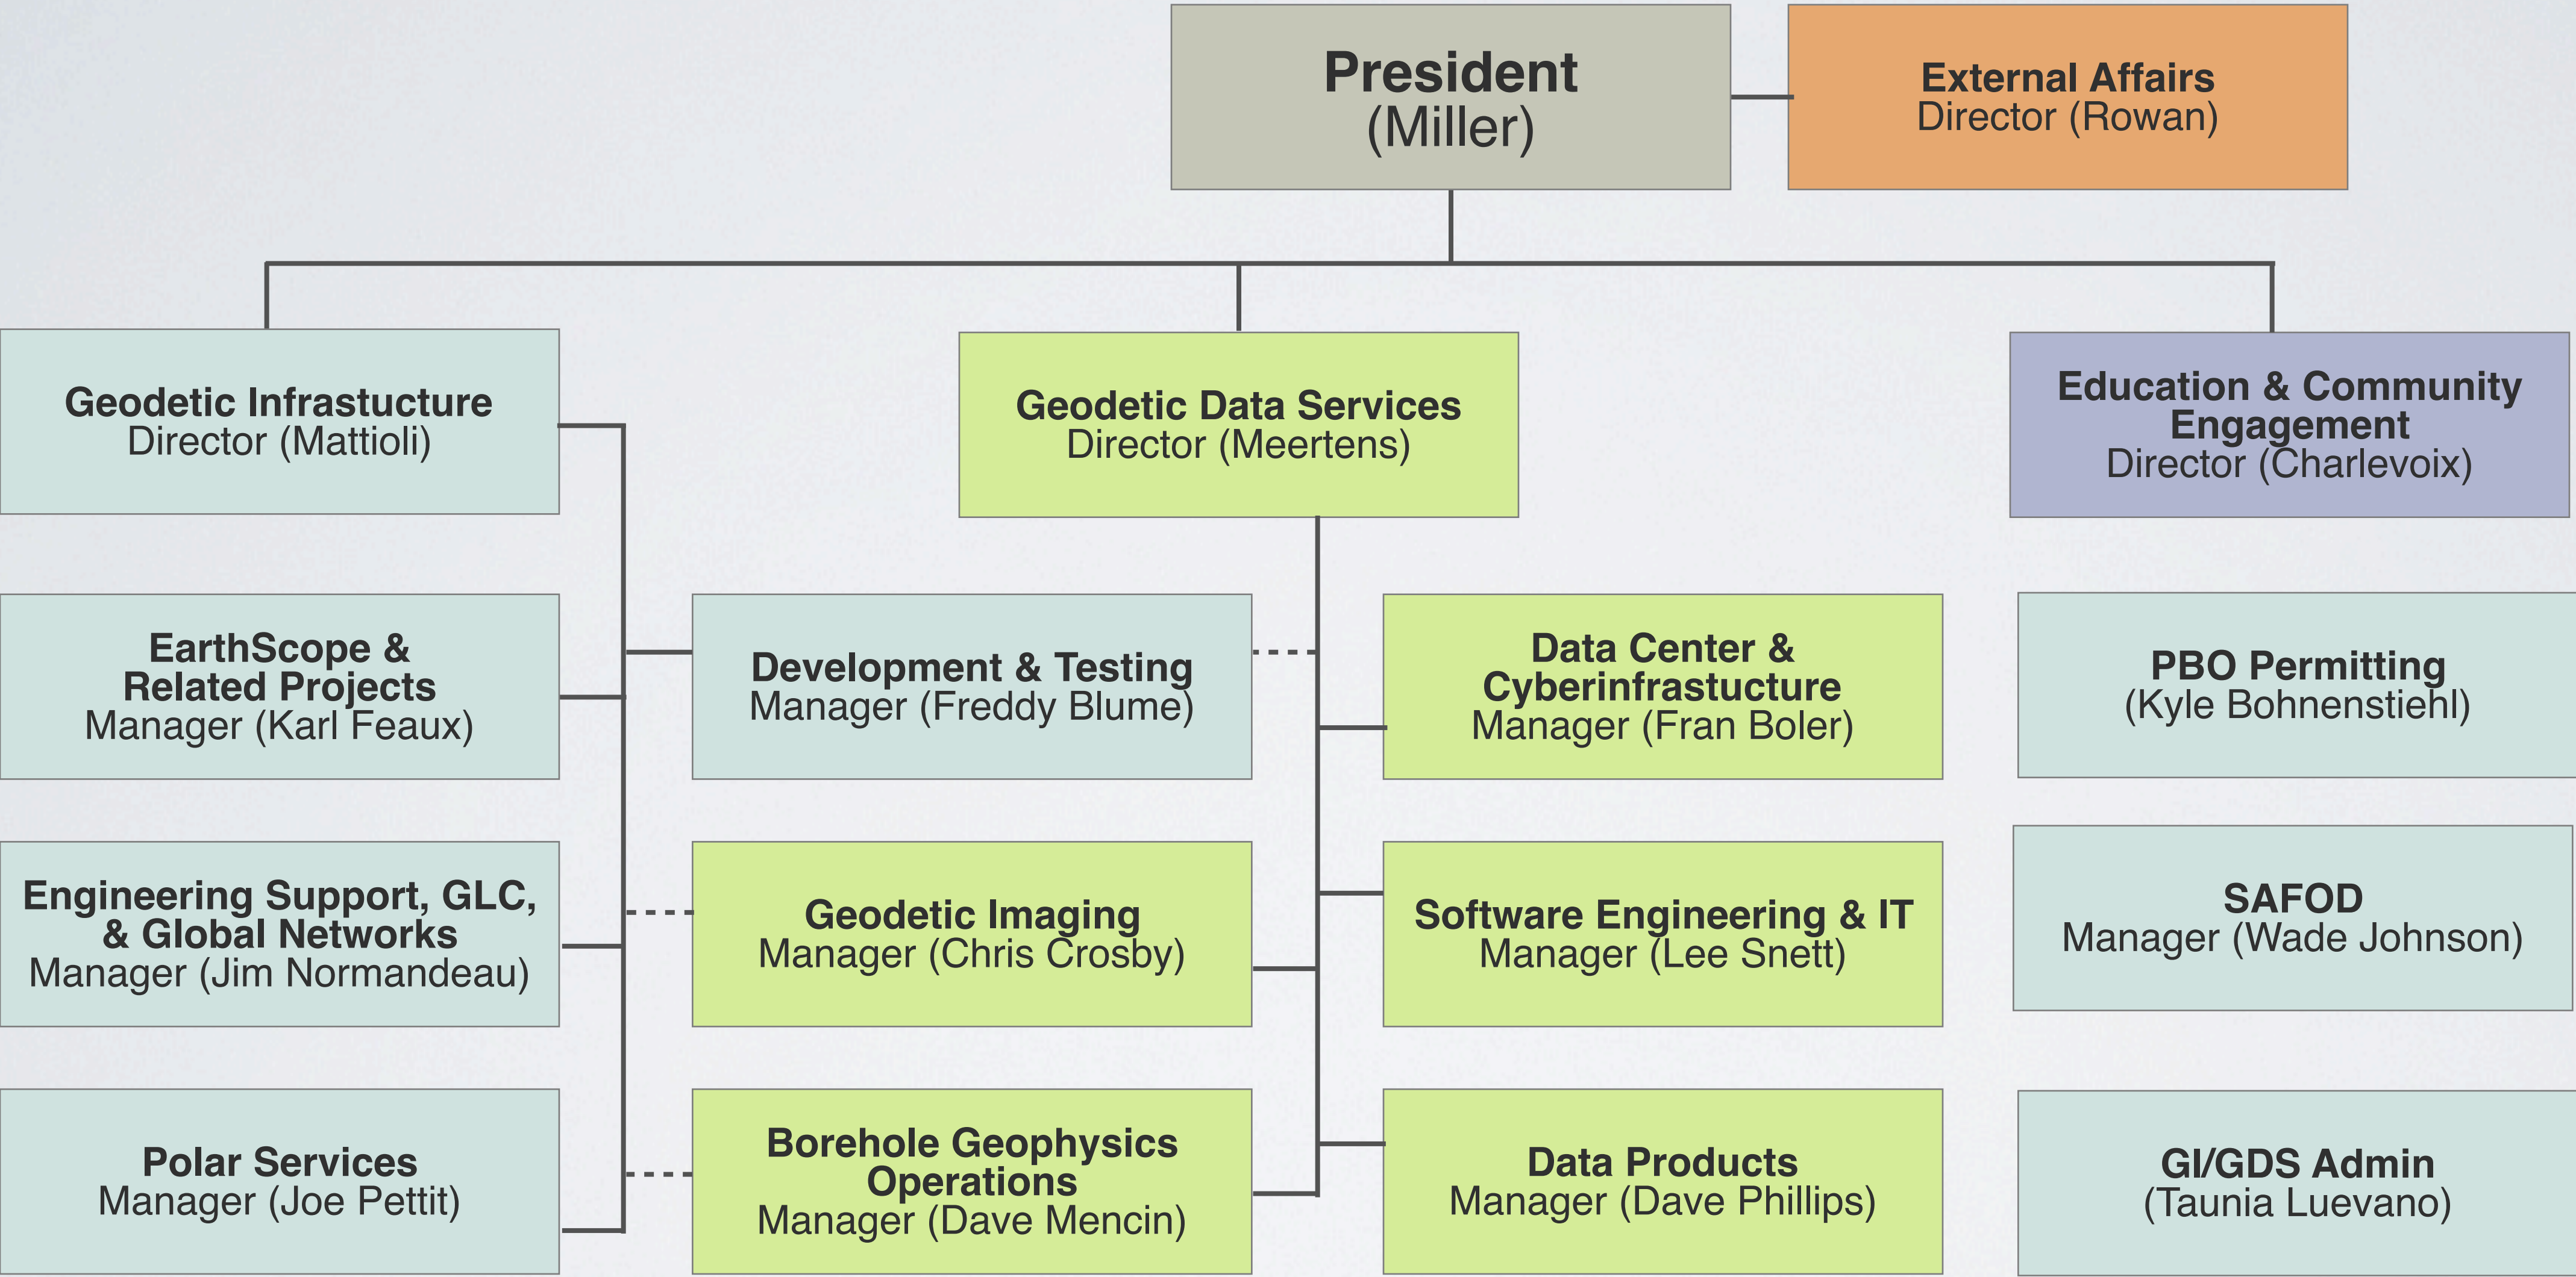 President
(Miller)
External Affairs
Director (Rowan)
Geodetic Infrastucture
Director (Mattioli)
Geodetic Data Services
Director (Meertens)
Education & Community
Engagement
Director (Charlevoix)
EarthScope &
Related Projects
Manager (Karl Feaux)
Development & Testing
Manager (Freddy Blume)
Data Center &
Cyberinfrastucture
Manager (Fran Boler)
PBO Permitting
(Kyle Bohnenstiehl)
Engineering Support, GLC,
& Global Networks
Manager (Jim Normandeau)
Geodetic Imaging
Manager (Chris Crosby)
Software Engineering & IT
Manager (Lee Snett)
SAFOD
Manager (Wade Johnson)
Polar Services
Manager (Joe Pettit)
Borehole Geophysics
Operations
Manager (Dave Mencin)
Data Products
Manager (Dave Phillips)
GI/GDS Admin
(Taunia Luevano)